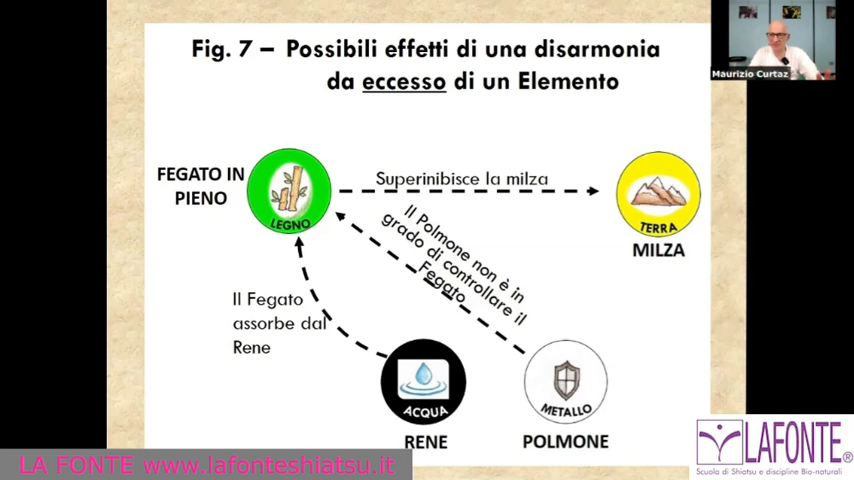 Fig. 7 – Possibili effetti di una disarmonia
da eccesso di un Elemento
Maurizio Curtaz
FEGATO IN
PIENO
LEGNO
Superinibisce la milza
TERRA
MILZA
Il Polmone non è in
grado di controllare il
Fegato
Il Fegato
assorbe dal
Rene
ACQUA
RENE
METALLO
POLMONE
LA FONTE www.lafonteshiatsu.it
LAFONTE®
Scuola di Shiatsu e discipline Bio-naturali